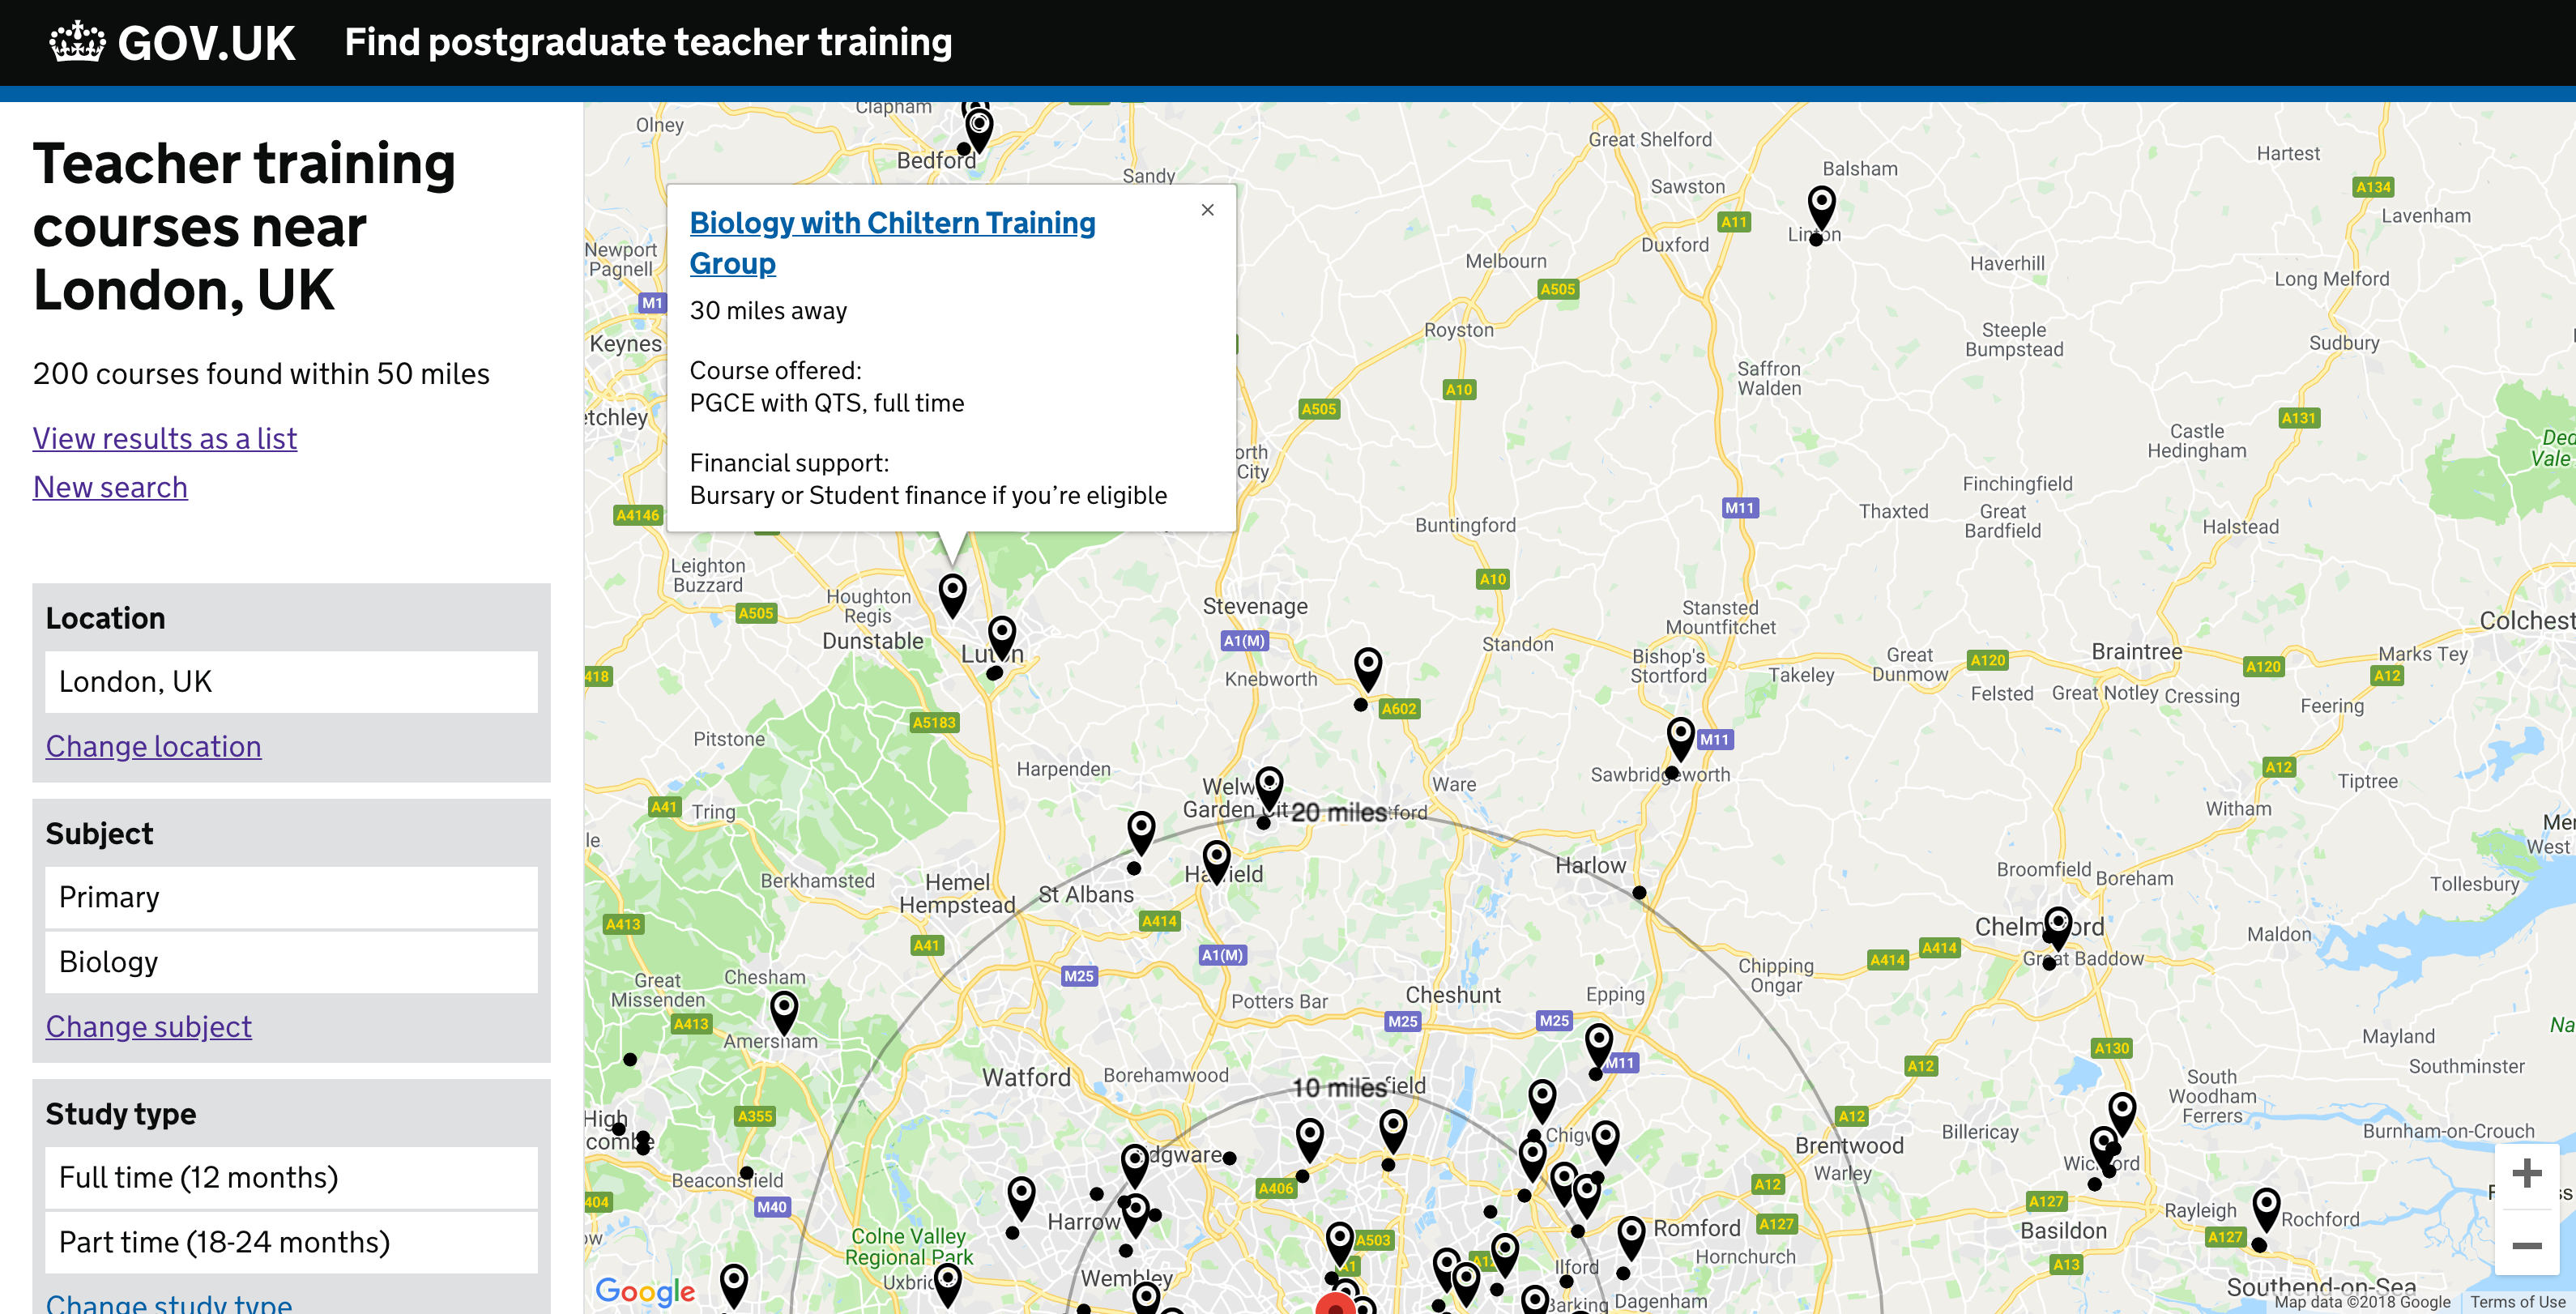 GOV.UK
Find postgraduate teacher training
Teacher training
courses near
London, UK
200 courses found within 50 miles
View results as a list
New search
Location
London, UK
Change location
Subject
Primary
Biology
Change subject
Study type
Full time (12 months)
Part time (18-24 months)
Change study type
Biology with Chiltern Training
Group
×
30 miles away
Course offered:
PGCE with QTS, full time
Financial support:
Bursary or Student finance if you’re eligible
Clapham
Olney
Bedford
Sandy
Great Shelford
Balsham
Hartest
Sawston
A134
Lavenham
A11
Linton
Newport
Pagnell
Duxford
Melbourn
Haverhill
Long Melford
M1
A505
Keynes
Royston
Steeple
Bumpstead
Sudbury
Saffron
Walden
A10
A505
etchley
A131
Castle
Hedingham
Ded
Vale
orth
City
Finchingfield
A4146
M11
Thaxted
Great
Bardfield
Buntingford
Halstead
Leighton
Buzzard
A10
Houghton
Regis
A505
Stevenage
Stansted
Mountfitchet
Colchest
Dunstable
A1(M)
Luton
Standon
Bishop's
Stortford
Great
Dunmow
A120
Braintree
A120
Marks Tey
418
Knebworth
Takeley
A12
Felsted
Great Notley
Cressing
A602
Feering
A5183
Pitstone
M11
Harpenden
Sawbridgeworth
A12
Tiptree
Ware
Welw
Garden Cit
20 miles
tford
A41
Tring
Witham
Mer
West
le
Harlow
Broomfield
Boreham
Hatfield
Berkhamsted
Hemel
Hempstead
St Albans
Tollesbury
A413
A414
Chelmsford
Maldon
A41
A1(M)
A414
A414
Great Baddow
M25
Chesham
Great
Missenden
Chipping
Ongar
Potters Bar
Cheshunt
Epping
A413
M25
M25
Amersham
Mayland
Na
A130
M11
A12
Southminster
Watford
Borehamwood
10 miles
field
South
Woodham
Ferrers
High
combe
A355
A12
Chigw
Brentwood
Billericay
Burnham-on-Crouch
Edgware
Warley
Wickford
Beaconsfield
A406
A12
404
M40
Harrow
A127
Rayleigh
Rochford
Romford
A127
Basildon
A127
Colne Valley
Regional Park
A503
Hornchurch
A1
A12
Ilford
A13
Uxbridge
Wembley
Southend-on-Sea
Barking
Dagenham
Google
Map data ©2018 Google
Terms of Use